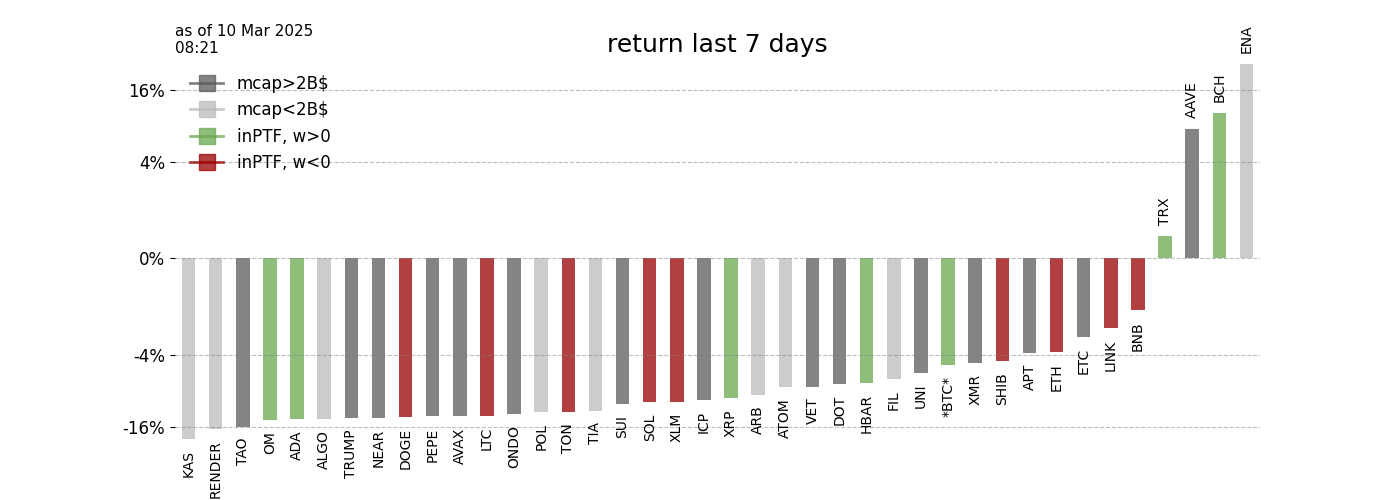 as of 10 Mar 2025
08:21
return last 7 days
mcap>2B$
mcap<2B$
inPTF, w>0
inPTF, w<0
16%
4%
0%
-4%
-16%
KAS
RENDER
TAO
OM
ADA
ALGO
TRUMP
NEAR
DOGE
PEPE
AVAX
LTC
ONDO
POL
TON
TIA
SUI
SOL
XLM
ICP
XRP
ARB
ATOM
VET
DOT
HBAR
FIL
UNI
*BTC*
XMR
SHIB
APT
ETH
ETC
LINK
BNB
TRX
AAVE
BCH
ENA